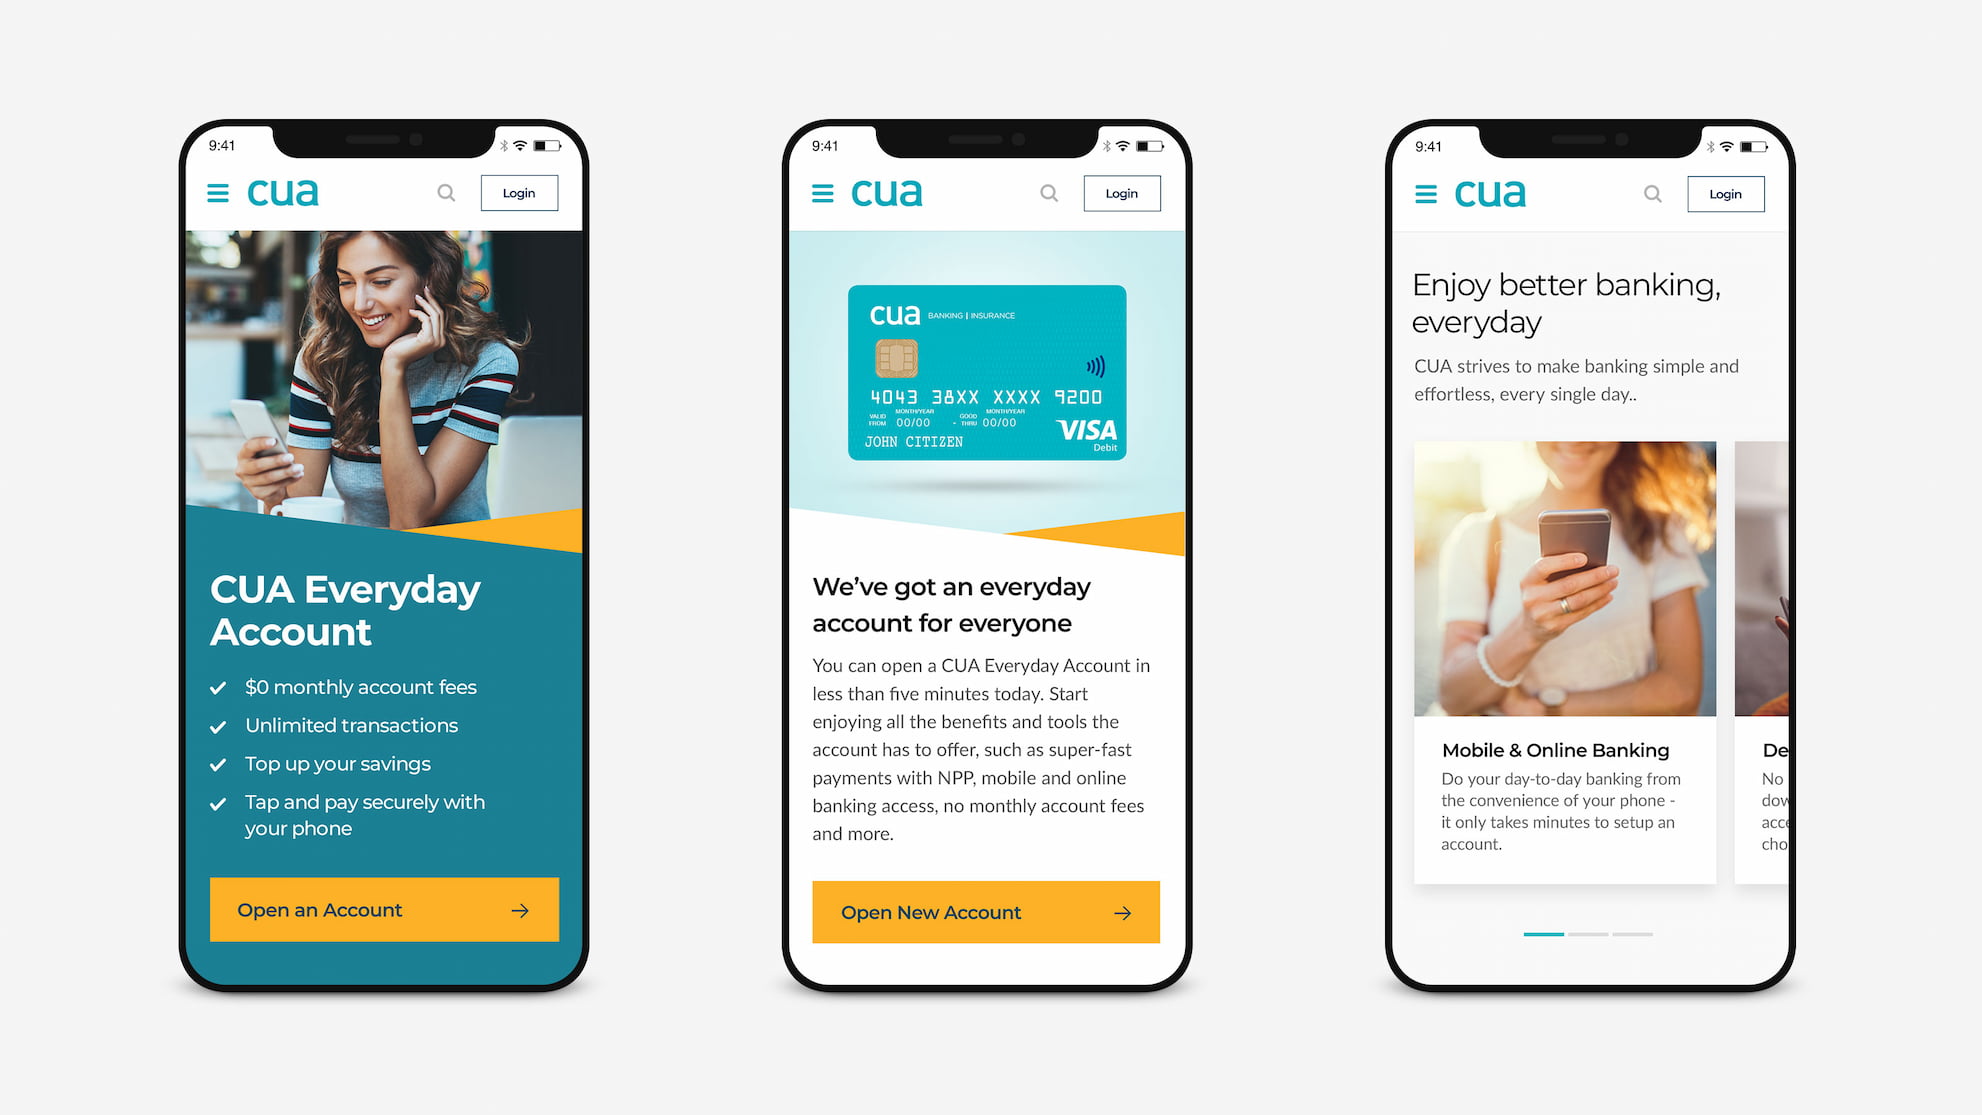 9:41
cua
Login
CUA Everyday
Account
$0 monthly account fees
Unlimited transactions
Top up your savings
Tap and pay securely with
your phone
Open an Account
9:41
cua
Login
cua BANKING | INSURANCE
4043 38XX XXXX 9200
MONTH/YEAR MONTH/YEAR
VALID FROM 00/00 - GOOD THRU 00/00
VISA
JOHN CITIZEN
Debit
We’ve got an everyday
account for everyone
You can open a CUA Everyday Account in
less than five minutes today. Start
enjoying all the benefits and tools the
account has to offer, such as super-fast
payments with NPP, mobile and online
banking access, no monthly account fees
and more.
Open New Account
9:41
cua
Login
Enjoy better banking,
everyday
CUA strives to make banking simple and
effortless, every single day..
Mobile & Online Banking
Do your day-to-day banking from
the convenience of your phone -
it only takes minutes to setup an
account.
De
No
dow
acce
cho